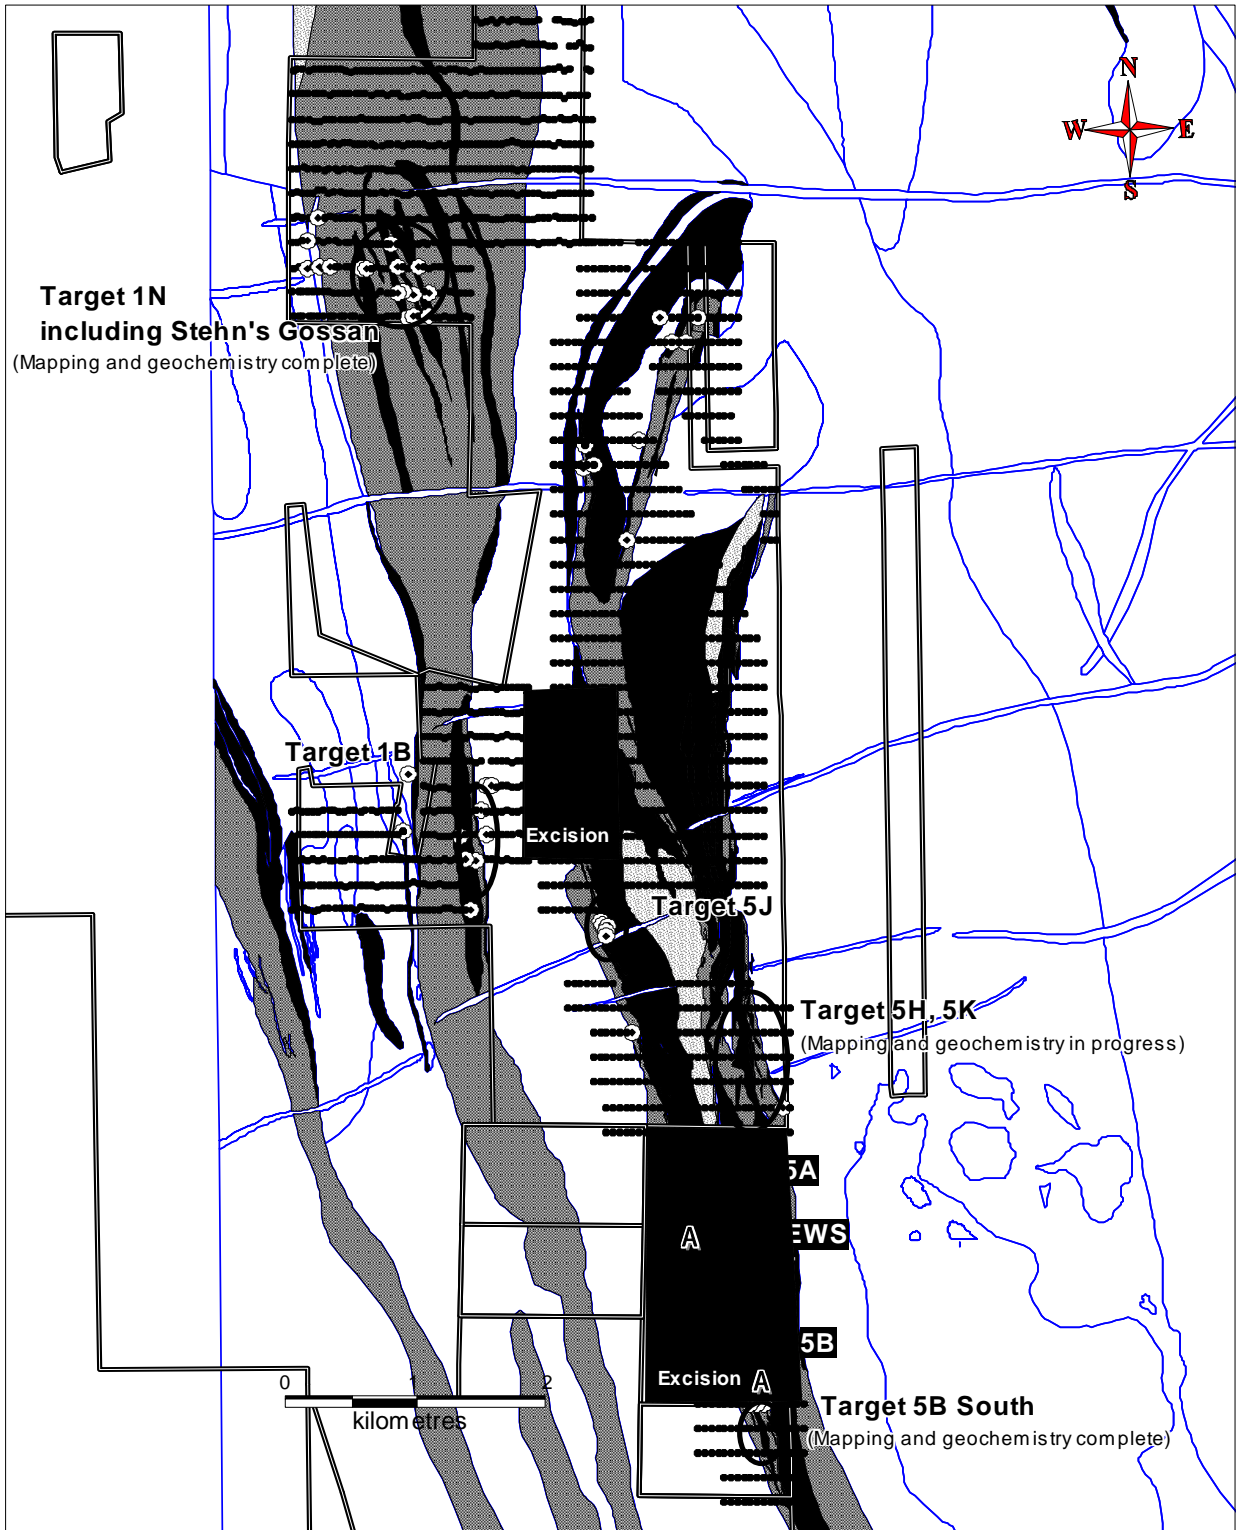 N
W E
S
Target 1N
including Stehn's Gossan
(Mapping and geochemistry complete)
Target 1B
Excision
Target 5J
Target 5H, 5K
(Mapping and geochemistry in progress)
5A
A
EWS
5B
Excision A
0 1 2
kilometres
Target 5B South
(Mapping and geochemistry complete)